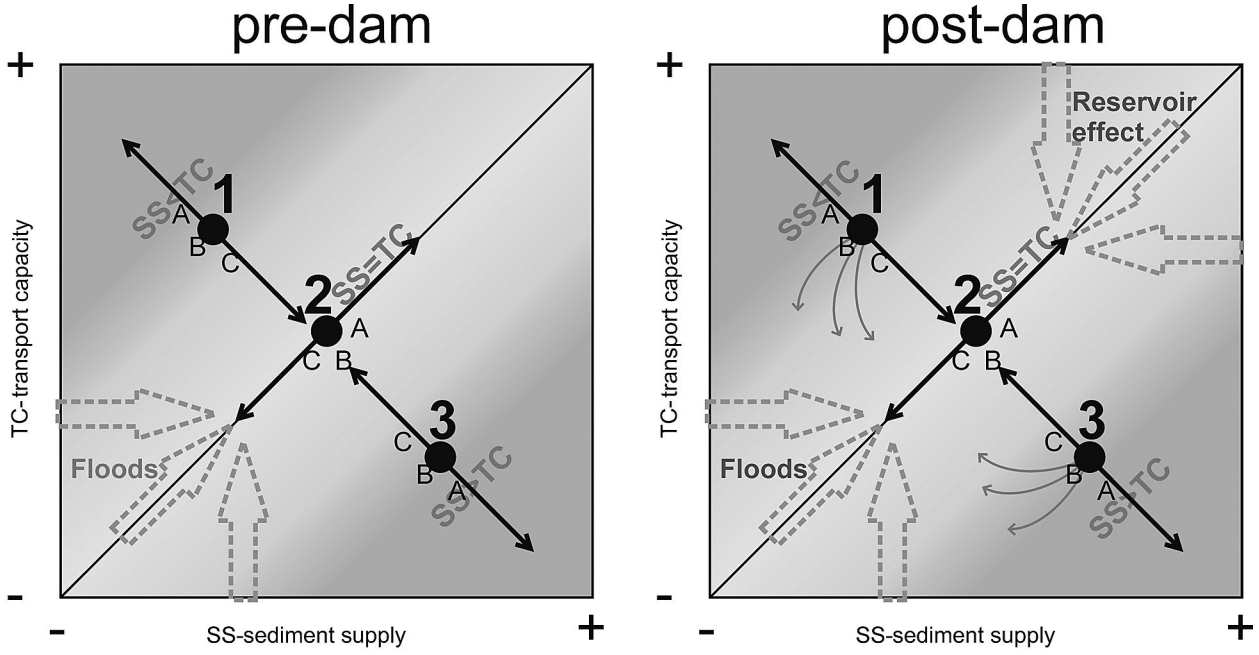 pre-dam
+
1
SS<TC
A
B
C
2
SS=TC
A
C
B
3
C
B
A
SS>TC
Floods
TC-transport capacity
-
-
SS-sediment supply
+
post-dam
+
Reservoir
effect
1
SS<TC
A
B
C
2
SS=TC
A
C
B
3
C
B
A
SS>TC
Floods
TC-transport capacity
-
-
SS-sediment supply
+